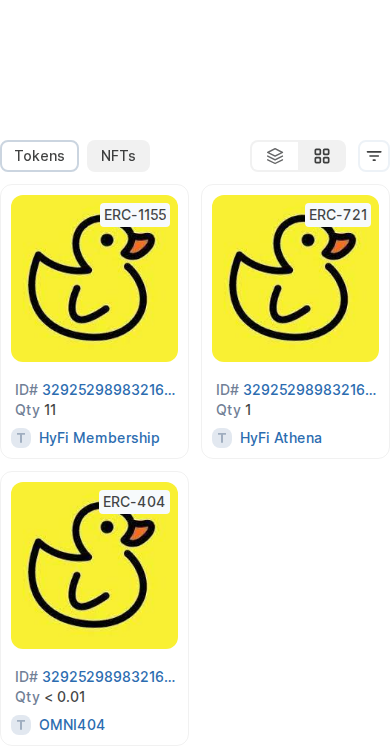 Tokens NFTs
ERC-1155
ID# 32925298983216...
Qty 11
T HyFi Membership
ERC-721
ID# 32925298983216...
Qty 1
T HyFi Athena
ERC-404
ID# 32925298983216...
Qty < 0.01
T OMNI404